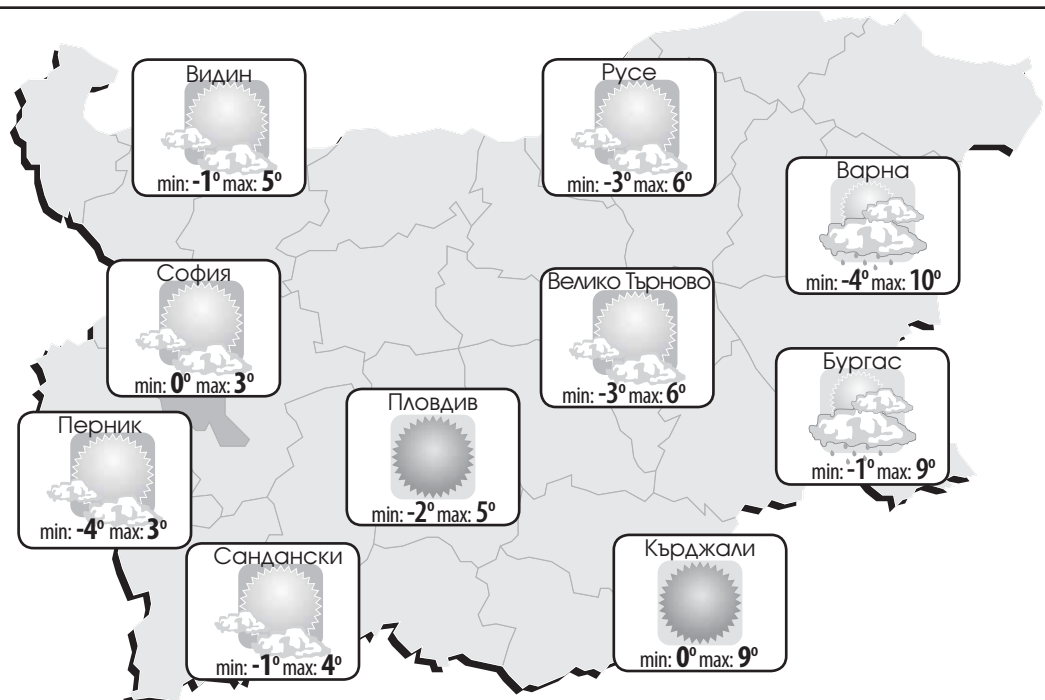 Видин
min: -1° max: 5°
Русе
min: -3° max: 6°
Варна
min: -4° max: 10°
София
min: 0° max: 3°
Велико Търново
min: -3° max: 6°
Бургас
min: -1° max: 9°
Пловдив
min: -2° max: 5°
Перник
min: -4° max: 3°
Сандански
min: -1° max: 4°
Кърджали
min: 0° max: 9°